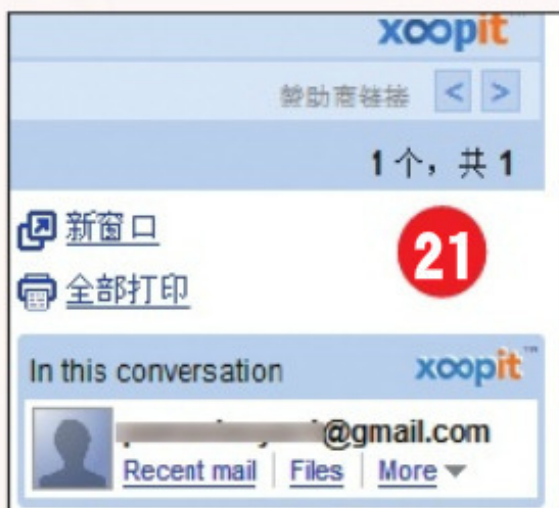 xoopit
赞助商链接 < >
1 个，共 1
新窗口
21
全部打印
In this conversation xoopit™
@gmail.com
Recent mail Files More